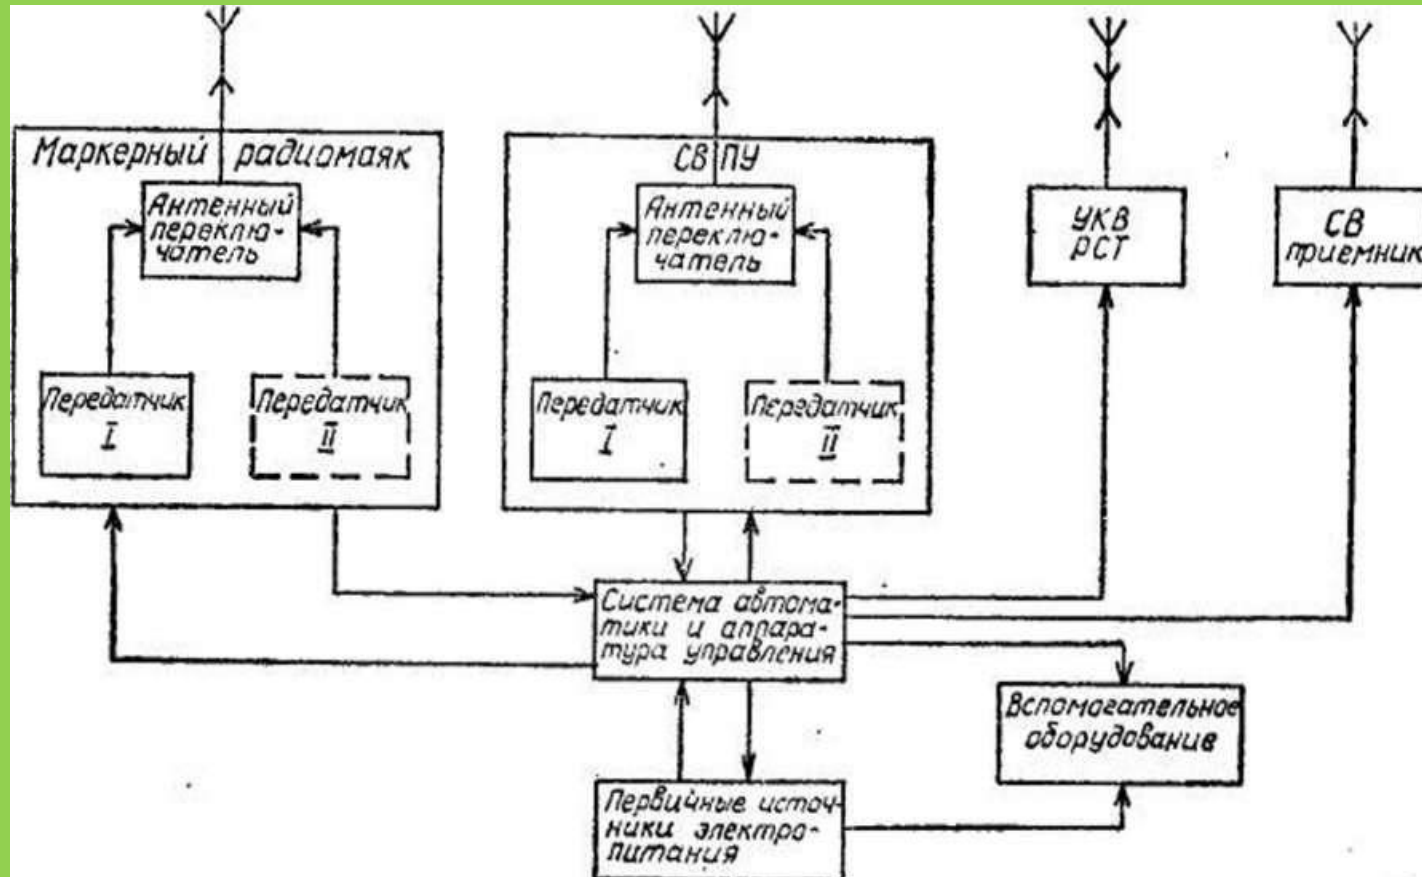 Маркерный радиомаяк
Антенный
переклю-
чатель
Передатчик
I
Передатчик
II
СВ ПУ
Антенный
переклю-
чатель
Передатчик
I
Передатчик
II
УКВ
РСТ
СВ
приемник
Система автома-
тики и аппара-
тура управления
Вспомогательное
оборудование
Первийные источ-
ники электро-
питания